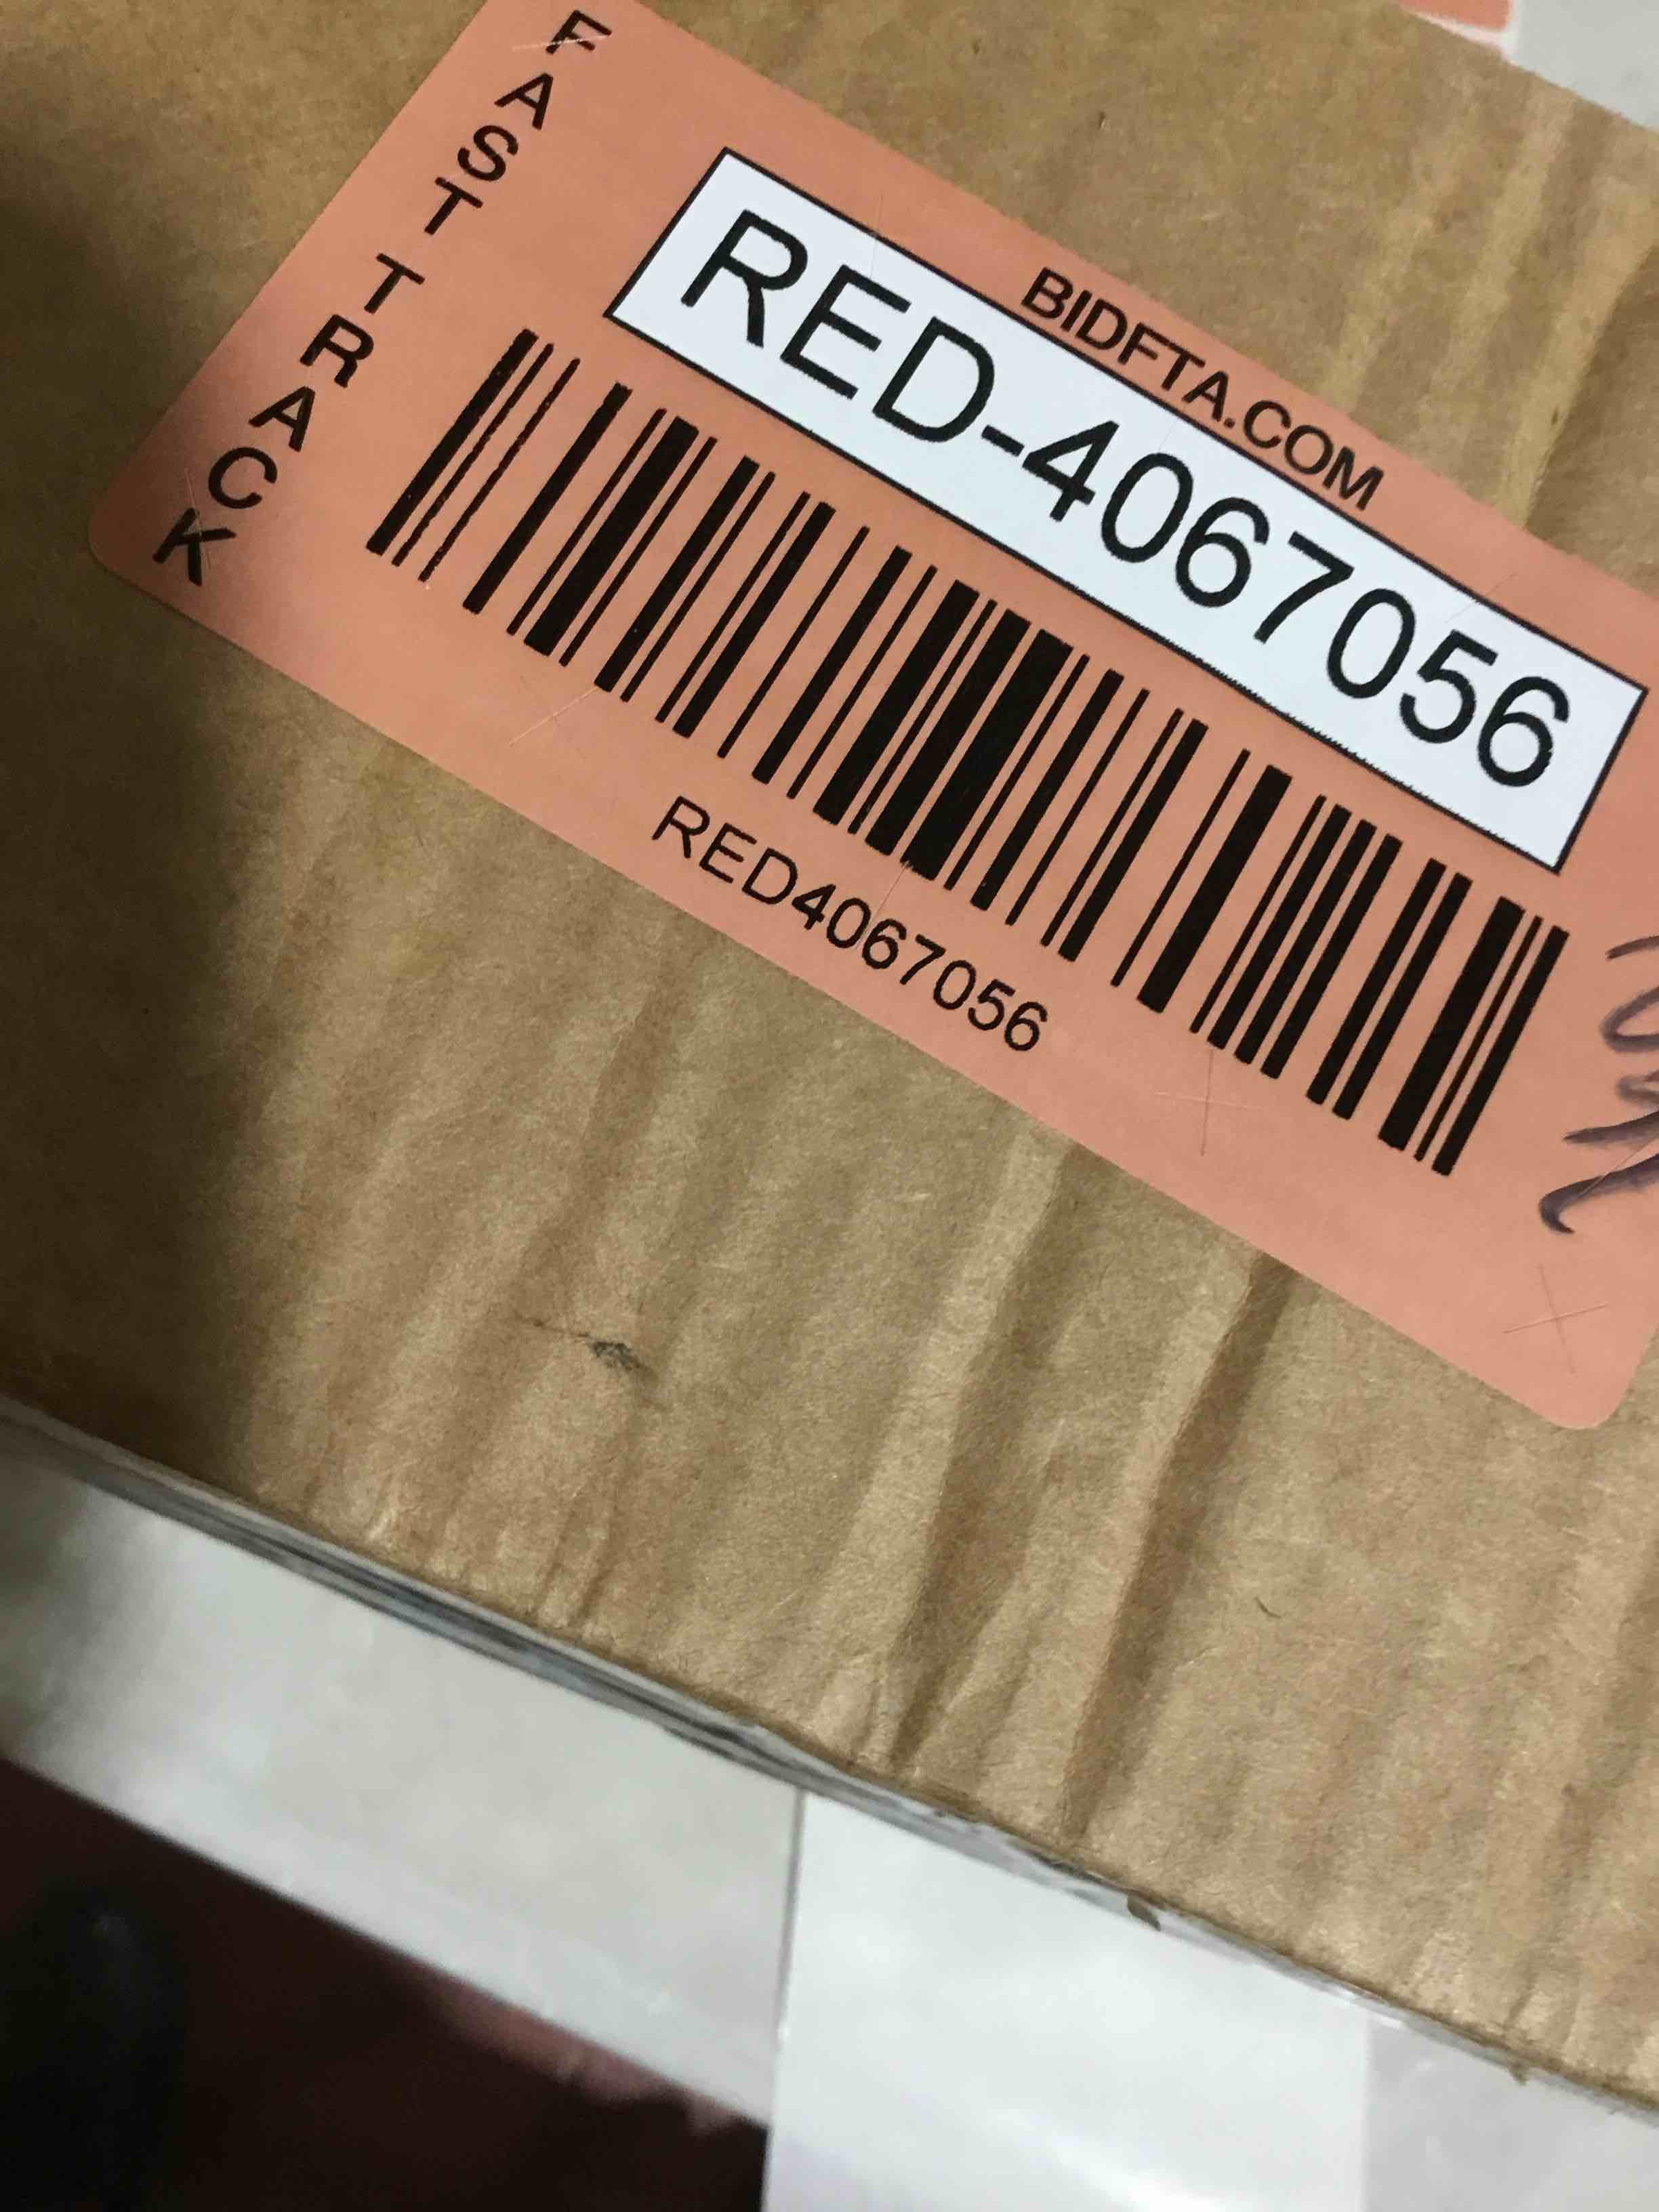 FAST TRACK
BIDFTA.COM
RED-4067056
RED4067056